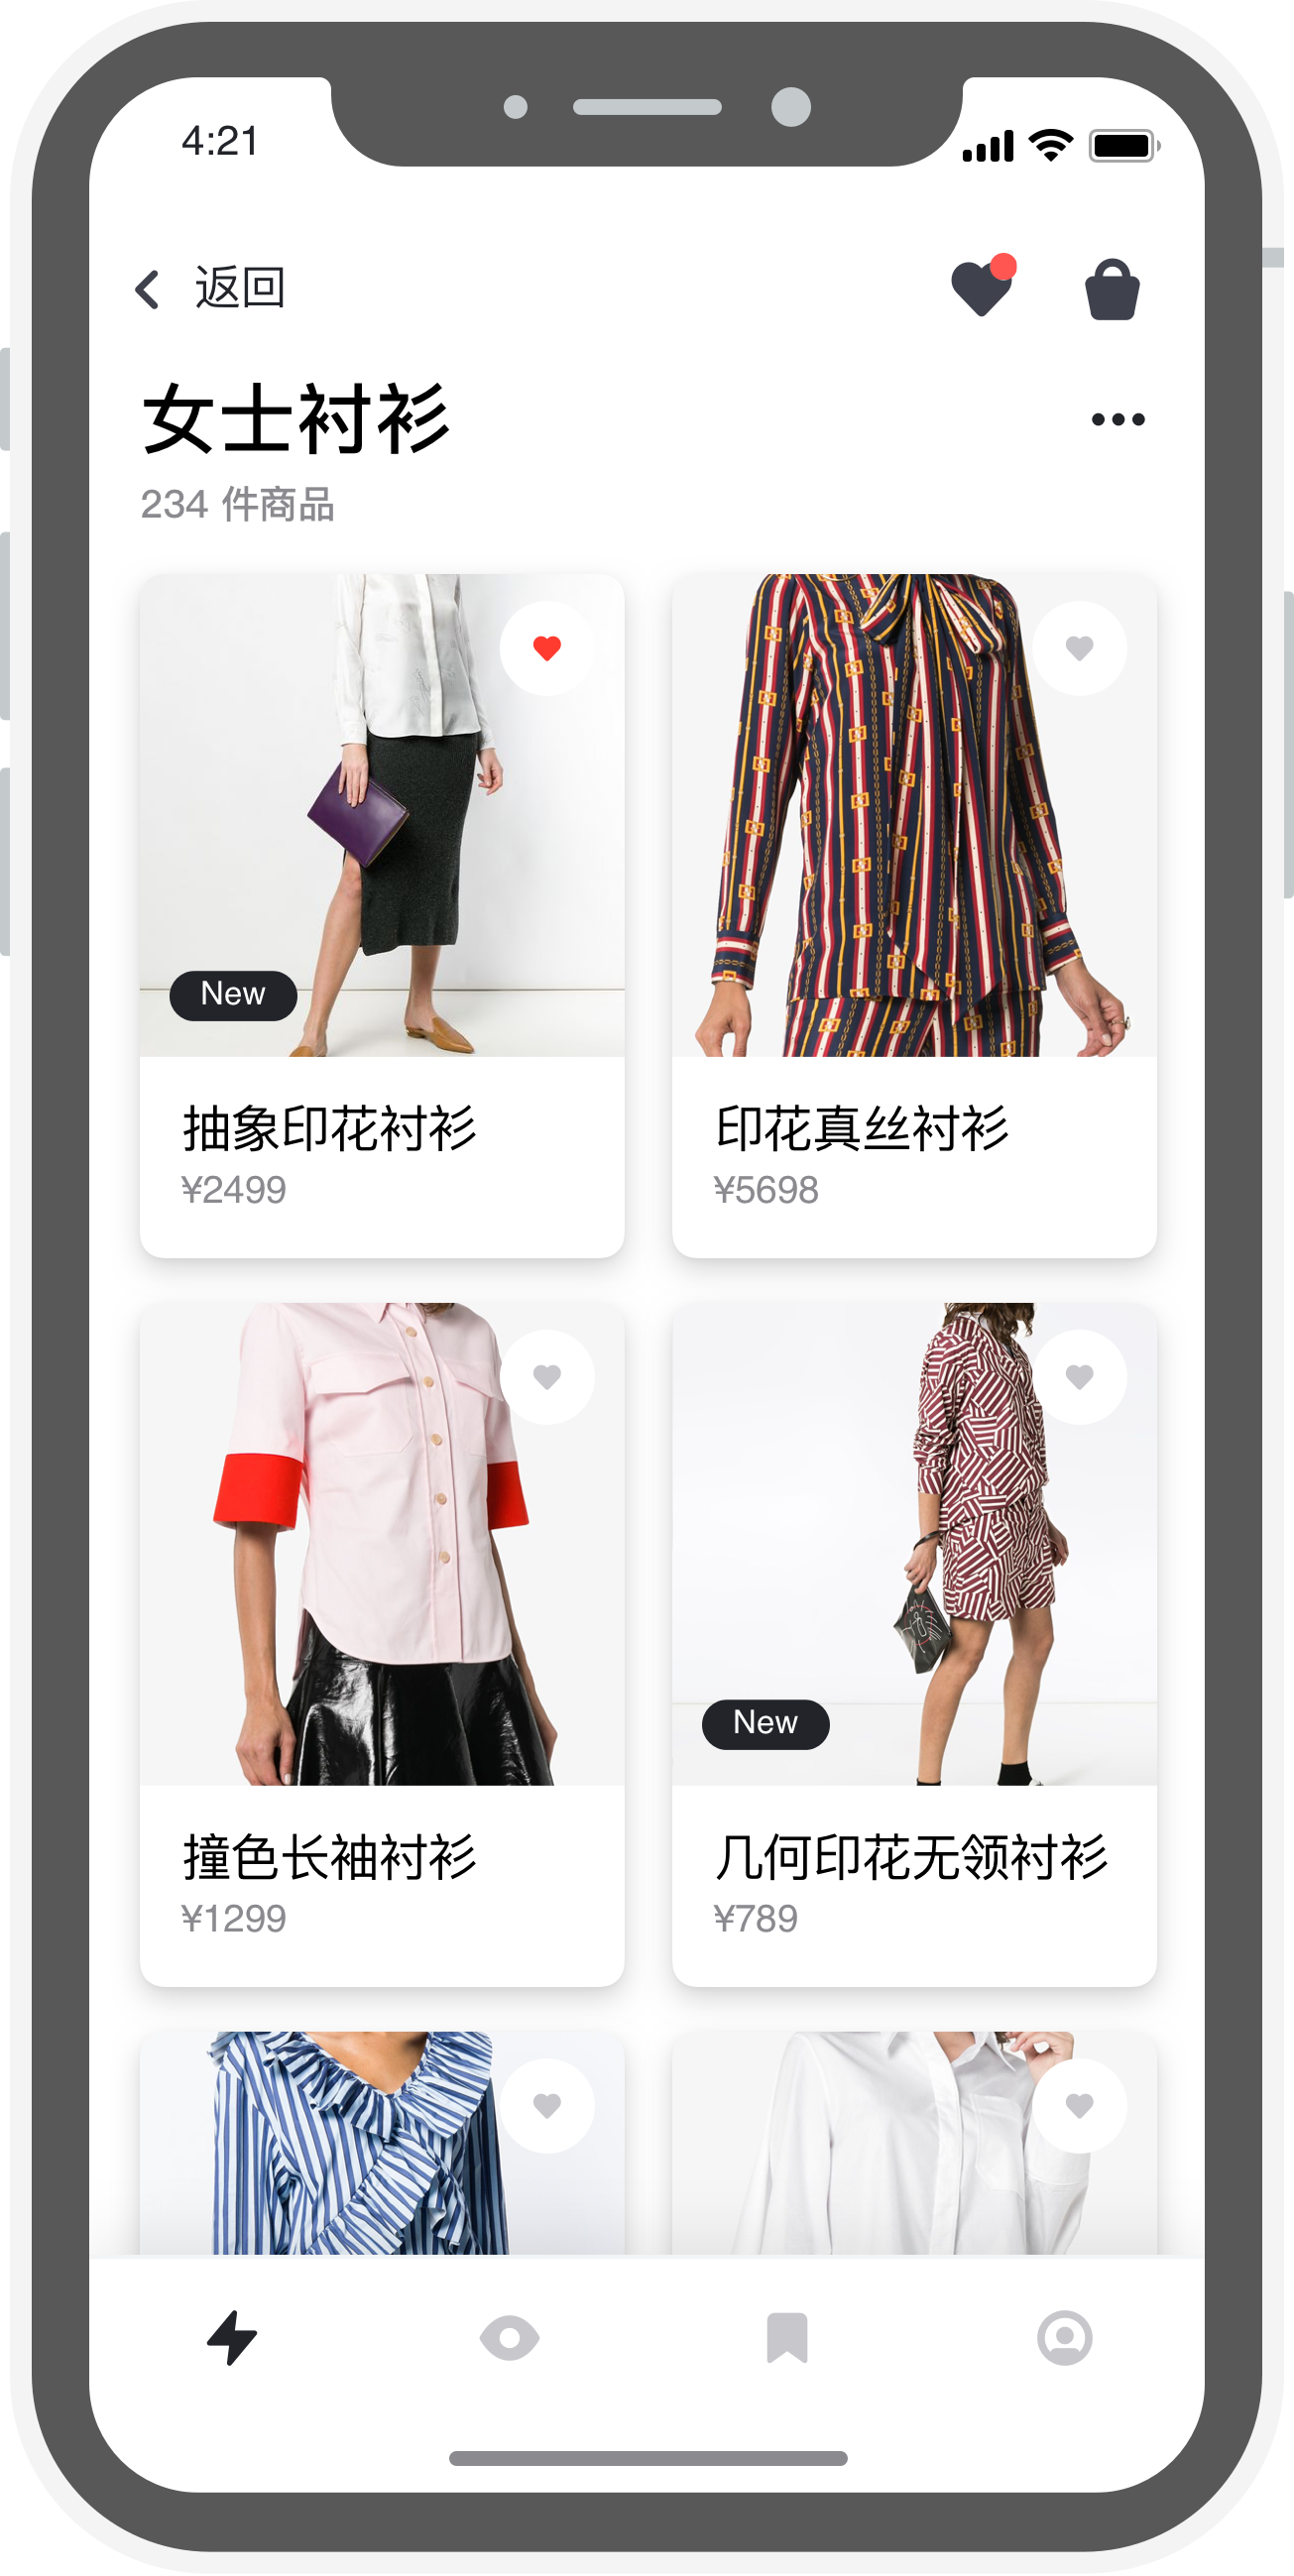 4:21
返回
女士衬衫
234 件商品
New
抽象印花衬衫
¥2499
印花真丝衬衫
¥5698
撞色长袖衬衫
¥1299
New
几何印花无领衬衫
¥789